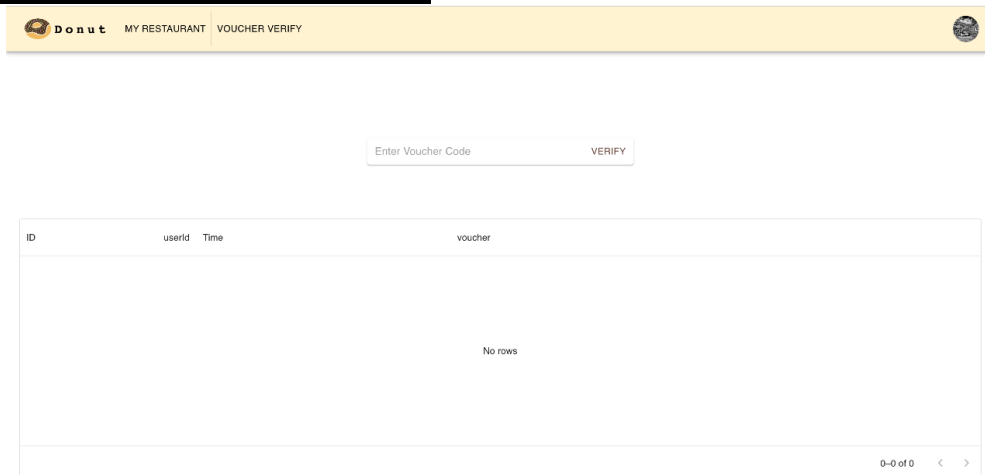 Donut MY RESTAURANT VOUCHER VERIFY
Enter Voucher Code VERIFY
ID userId Time voucher
No rows
0–0 of 0